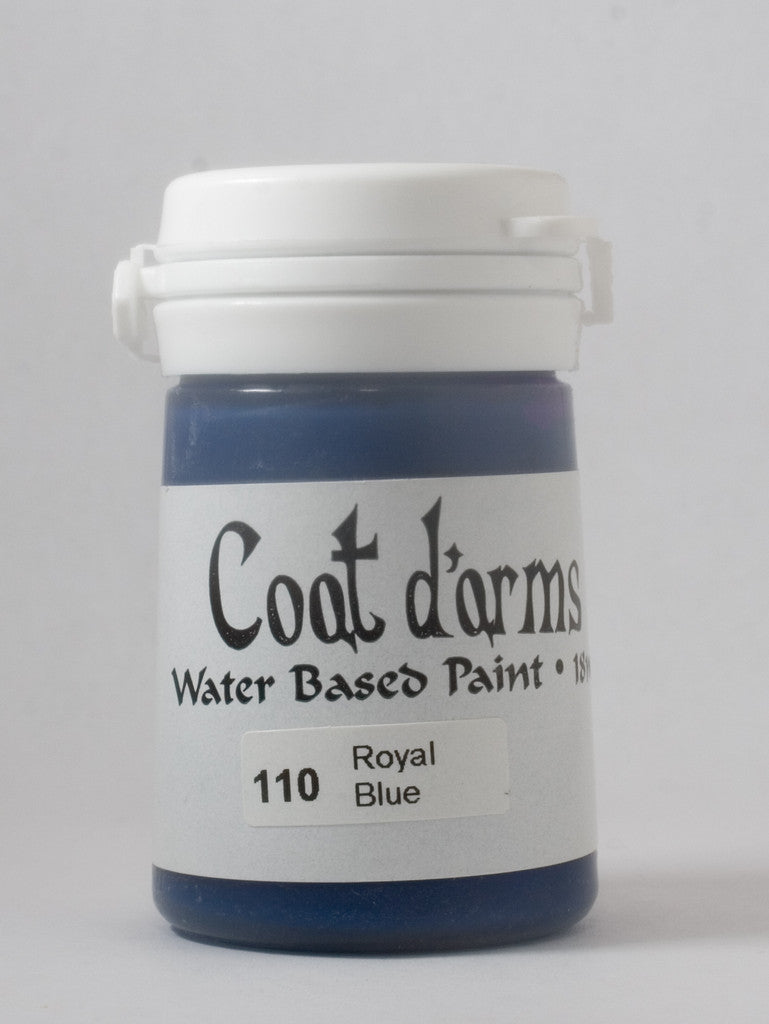 Coat d'arms
Water Based Paint •
110 Royal
Blue